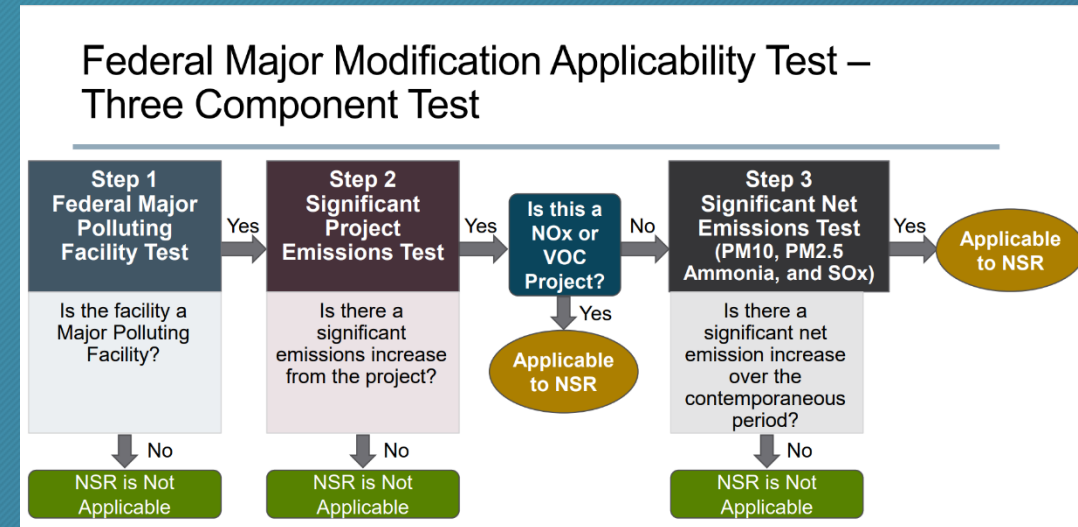 Federal Major Modification Applicability Test –
Three Component Test
Step 1
Federal Major
Polluting
Facility Test
Is the facility a
Major Polluting
Facility?
No
NSR is Not
Applicable
Yes
Step 2
Significant
Project
Emissions Test
Is there a
significant
emissions increase
from the project?
No
NSR is Not
Applicable
Yes
Is this a
NOx or
VOC
Project?
Yes
Applicable
to NSR
No
Step 3
Significant Net
Emissions Test
(PM10, PM2.5
Ammonia, and SOx)
Is there a
significant net
emission increase
over the
contemporaneous
period?
No
NSR is Not
Applicable
Yes
Applicable
to NSR